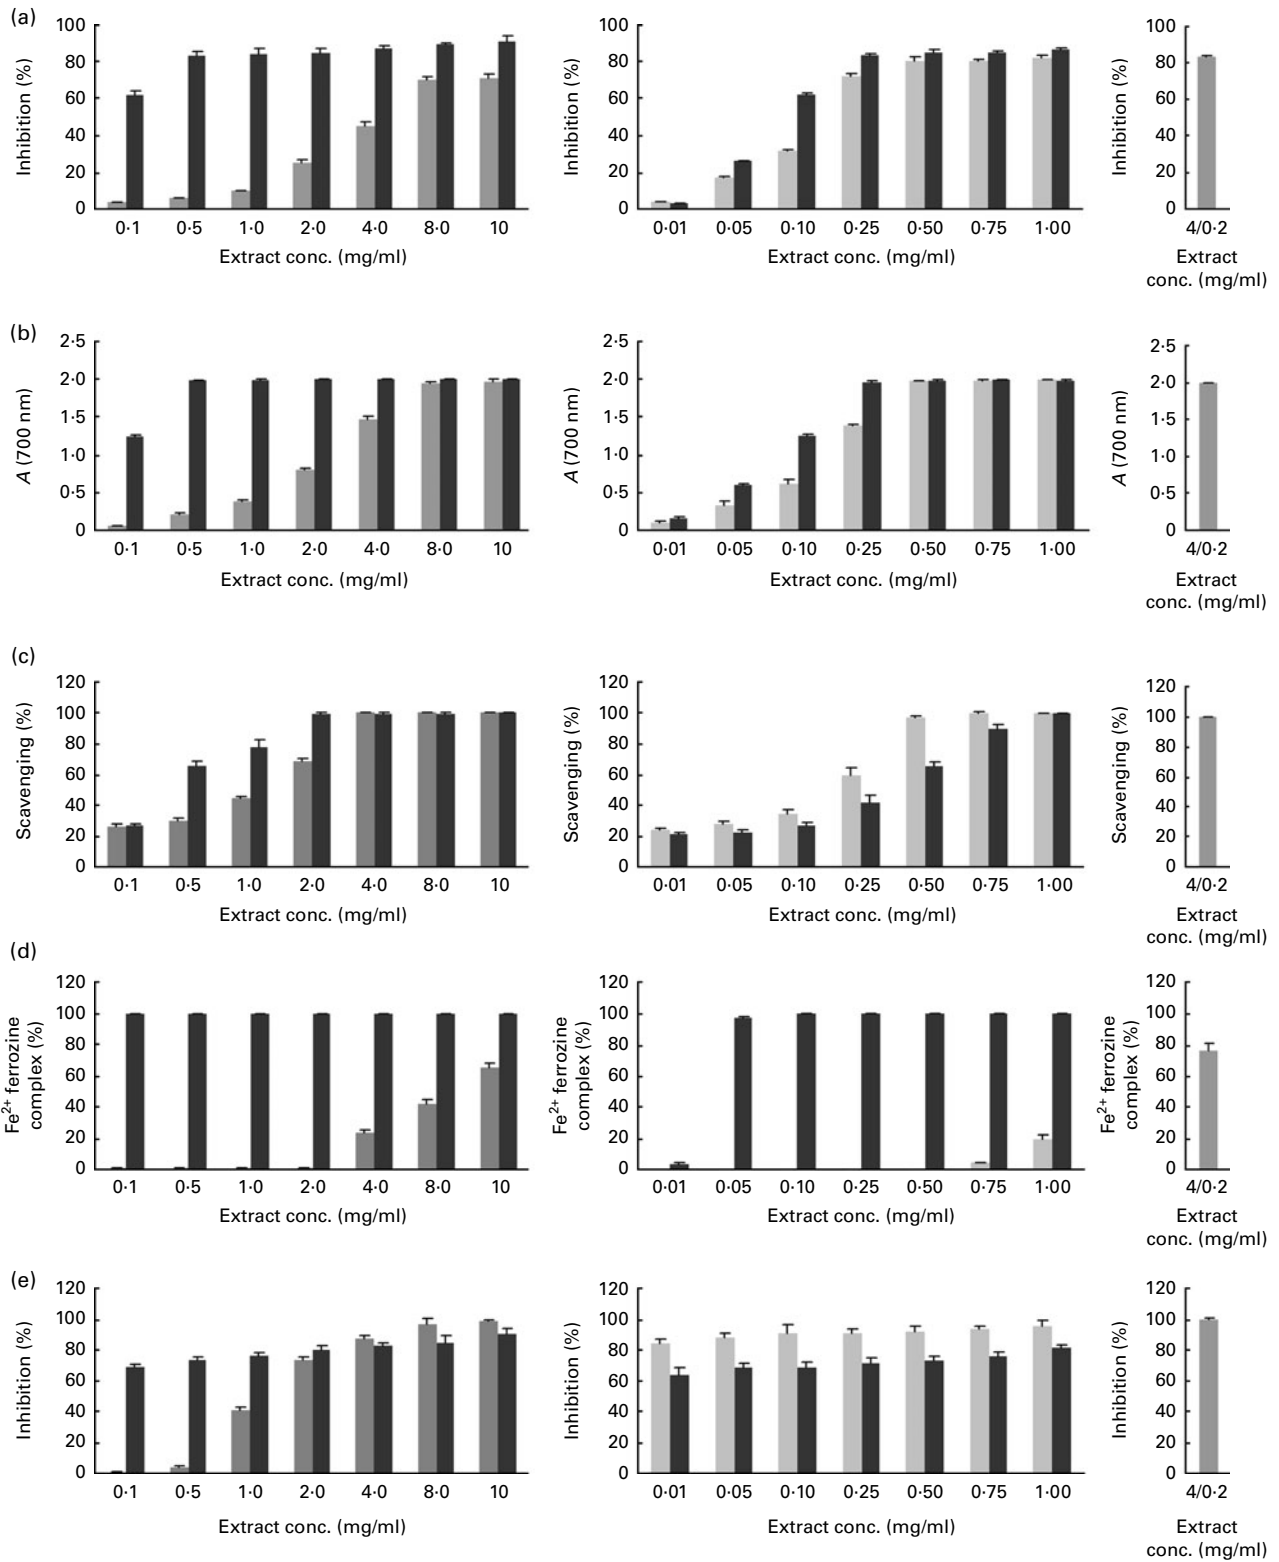 (a)
Inhibition (%)
100
80
60
40
20
0
0·1 0·5 1·0 2·0 4·0 8·0 10
Extract conc. (mg/ml)
Inhibition (%)
100
80
60
40
20
0
0·01 0·05 0·10 0·25 0·50 0·75 1·00
Extract conc. (mg/ml)
Inhibition (%)
100
80
60
40
20
0
4/0·2
Extract
conc. (mg/ml)
(b)
A (700 nm)
2·5
2·0
1·5
1·0
0·5
0
0·1 0·5 1·0 2·0 4·0 8·0 10
Extract conc. (mg/ml)
A (700 nm)
2·5
2·0
1·5
1·0
0·5
0
0·01 0·05 0·10 0·25 0·50 0·75 1·00
Extract conc. (mg/ml)
A (700 nm)
2·5
2·0
1·5
1·0
0·5
0
4/0·2
Extract
conc. (mg/ml)
(c)
Scavenging (%)
120
100
80
60
40
20
0
0·1 0·5 1·0 2·0 4·0 8·0 10
Extract conc. (mg/ml)
Scavenging (%)
120
100
80
60
40
20
0
0·01 0·05 0·10 0·25 0·50 0·75 1·00
Extract conc. (mg/ml)
Scavenging (%)
120
100
80
60
40
20
0
4/0·2
Extract
conc. (mg/ml)
(d)
Fe²⁺ ferrozine
complex (%)
120
100
80
60
40
20
0
0·1 0·5 1·0 2·0 4·0 8·0 10
Extract conc. (mg/ml)
Fe²⁺ ferrozine
complex (%)
120
100
80
60
40
20
0
0·01 0·05 0·10 0·25 0·50 0·75 1·00
Extract conc. (mg/ml)
Fe²⁺ ferrozine
complex (%)
120
100
80
60
40
20
0
4/0·2
Extract
conc. (mg/ml)
(e)
Inhibition (%)
120
100
80
60
40
20
0
0·1 0·5 1·0 2·0 4·0 8·0 10
Extract conc. (mg/ml)
Inhibition (%)
120
100
80
60
40
20
0
0·01 0·05 0·10 0·25 0·50 0·75 1·00
Extract conc. (mg/ml)
Inhibition (%)
120
100
80
60
40
20
0
4/0·2
Extract
conc. (mg/ml)